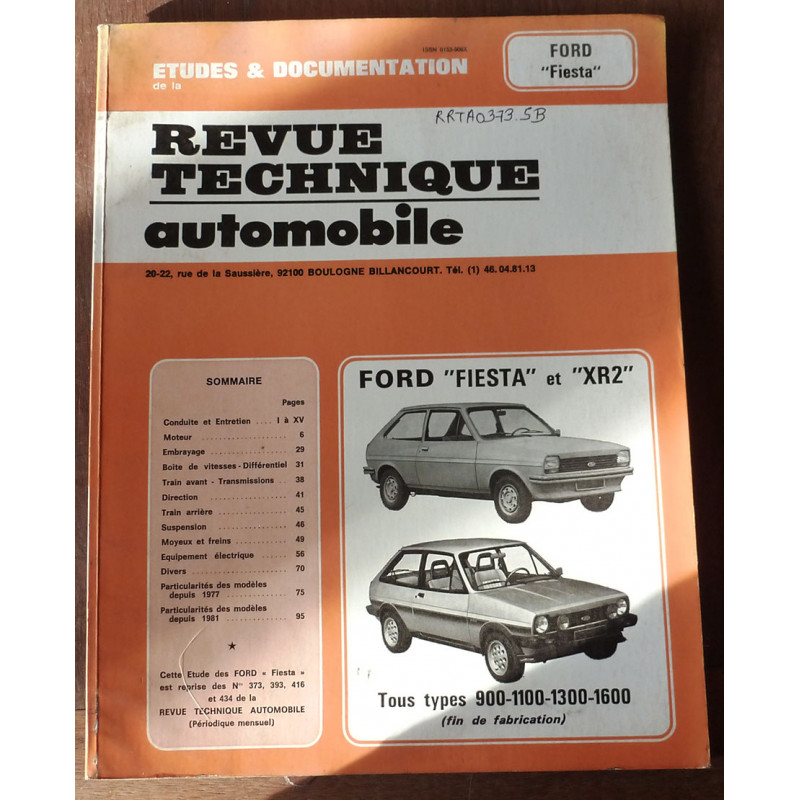 ISSN 0153-906X
ETUDES & DOCUMENTATION
de la
FORD
"Fiesta"
RRTA0373.5B
REVUE
TECHNIQUE
automobile
20-22, rue de la Saussière, 92100 BOULOGNE BILLANCOURT. Tél. (1) 46.04.81.13
SOMMAIRE
Pages
Conduite et Entretien .... I à XV
Moteur .................... 6
Embrayage .................. 29
Boîte de vitesses - Différentiel 31
Train avant - Transmissions .. 38
Direction .................. 41
Train arrière ............... 45
Suspension ................. 46
Moyeux et freins ............ 49
Equipement électrique ...... 56
Divers ..................... 70
Particularités des modèles
depuis 1977 ............... 75
Particularités des modèles
depuis 1981 ............... 95
Cette Etude des FORD « Fiesta »
est reprise des N°s 373, 393, 416
et 434 de la
REVUE TECHNIQUE AUTOMOBILE
(Périodique mensuel)
FORD "FIESTA" et "XR2"
Tous types 900-1100-1300-1600
(fin de fabrication)